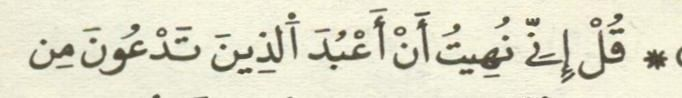 * قُلْ إِنِّي نُهِيتُ أَنْ أَعْبُدَ ٱلَّذِينَ تَدْعُونَ مِن